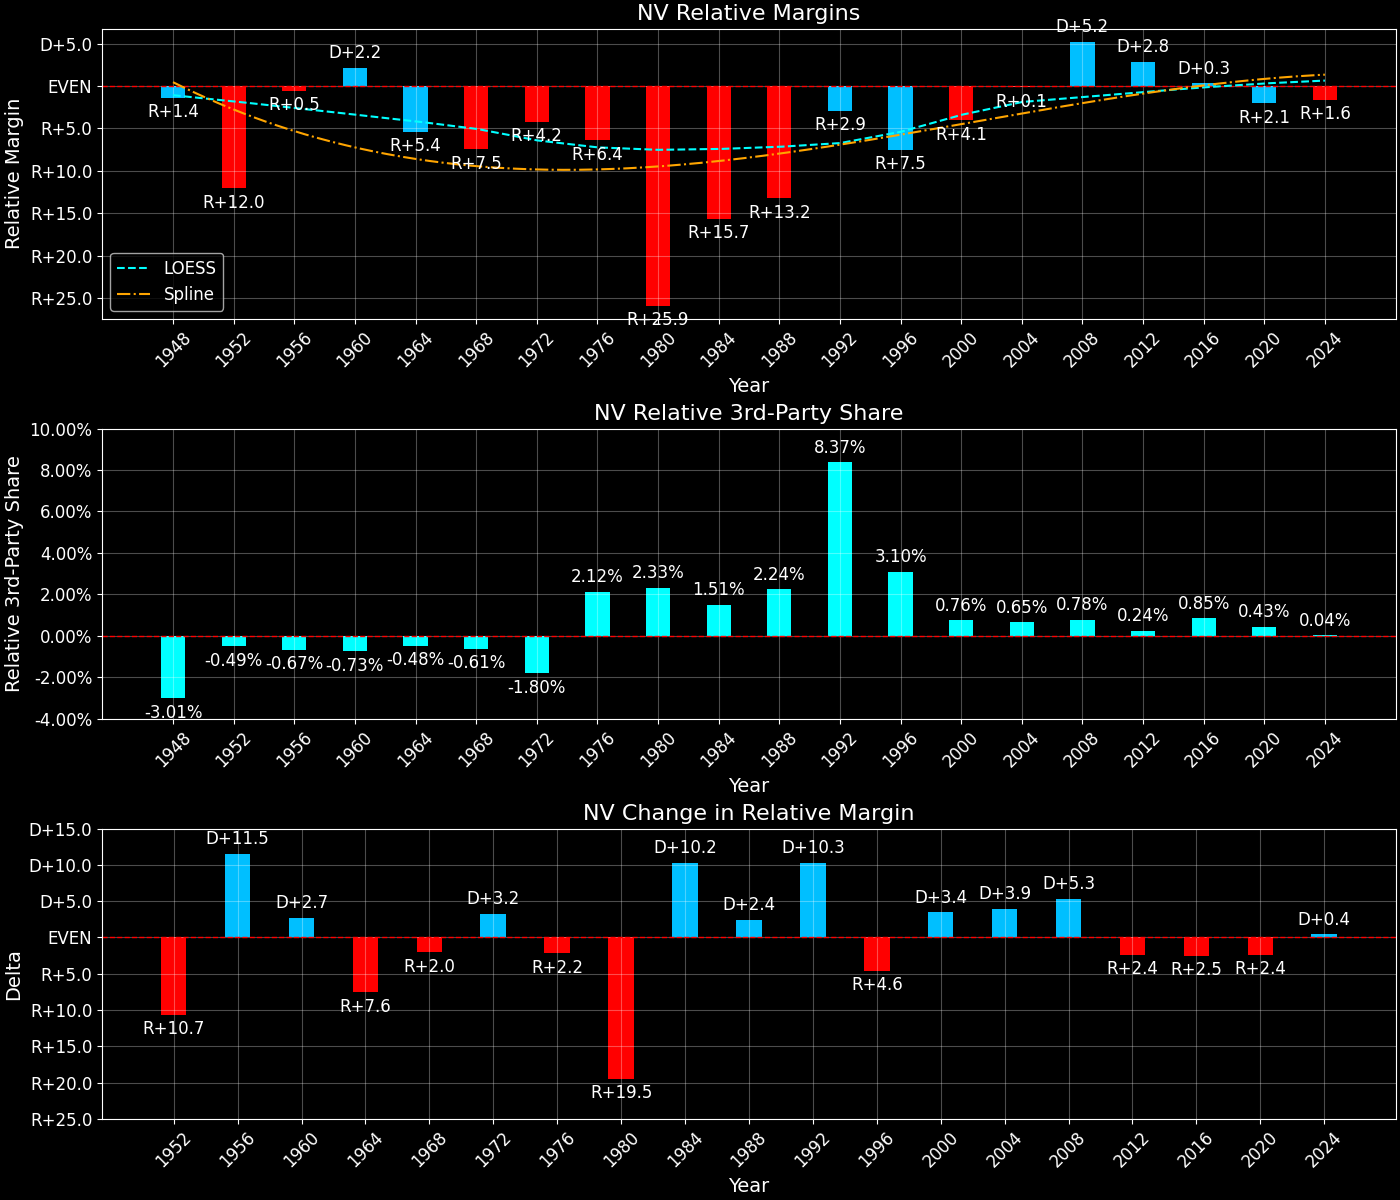 NV Relative Margins
Relative Margin
D+5.0
EVEN
R+5.0
R+10.0
R+15.0
R+20.0
R+25.0
R+1.4
R+12.0
R+0.5
D+2.2
R+5.4
R+7.5
R+4.2
R+6.4
R+25.9
R+15.7
R+13.2
R+2.9
R+7.5
R+4.1
R+0.1
D+5.2
D+2.8
D+0.3
R+2.1
R+1.6
LOESS
Spline
1948 1952 1956 1960 1964 1968 1972 1976 1980 1984 1988 1992 1996 2000 2004 2008 2012 2016 2020 2024
Year
NV Relative 3rd-Party Share
Relative 3rd-Party Share
10.00%
8.00%
6.00%
4.00%
2.00%
0.00%
-2.00%
-4.00%
-3.01%
-0.49%
-0.67%
-0.73%
-0.48%
-0.61%
-1.80%
2.12%
2.33%
1.51%
2.24%
8.37%
3.10%
0.76%
0.65%
0.78%
0.24%
0.85%
0.43%
0.04%
1948 1952 1956 1960 1964 1968 1972 1976 1980 1984 1988 1992 1996 2000 2004 2008 2012 2016 2020 2024
Year
NV Change in Relative Margin
Delta
D+15.0
D+10.0
D+5.0
EVEN
R+5.0
R+10.0
R+15.0
R+20.0
R+25.0
R+10.7
D+11.5
D+2.7
R+7.6
R+2.0
D+3.2
R+2.2
R+19.5
D+10.2
D+2.4
D+10.3
R+4.6
D+3.4
D+3.9
D+5.3
R+2.4
R+2.5
R+2.4
D+0.4
1952 1956 1960 1964 1968 1972 1976 1980 1984 1988 1992 1996 2000 2004 2008 2012 2016 2020 2024
Year